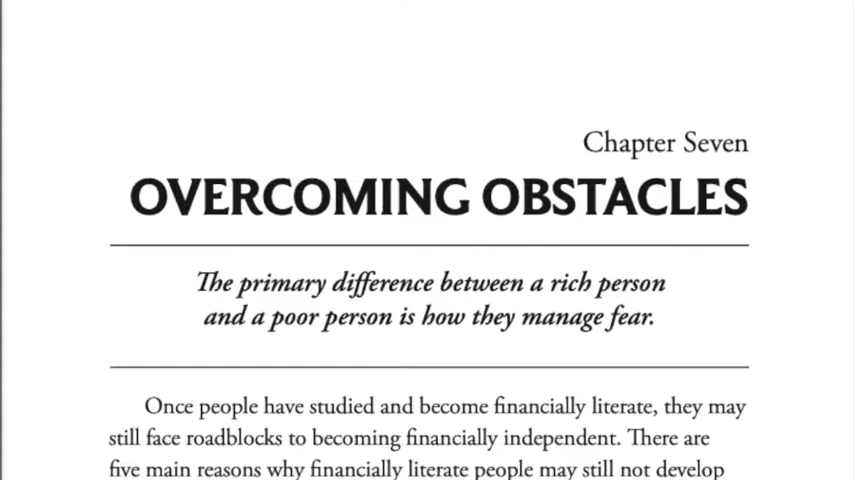 Chapter Seven
OVERCOMING OBSTACLES
The primary difference between a rich person
and a poor person is how they manage fear.
Once people have studied and become financially literate, they may
still face roadblocks to becoming financially independent. There are
five main reasons why financially literate people may still not develop